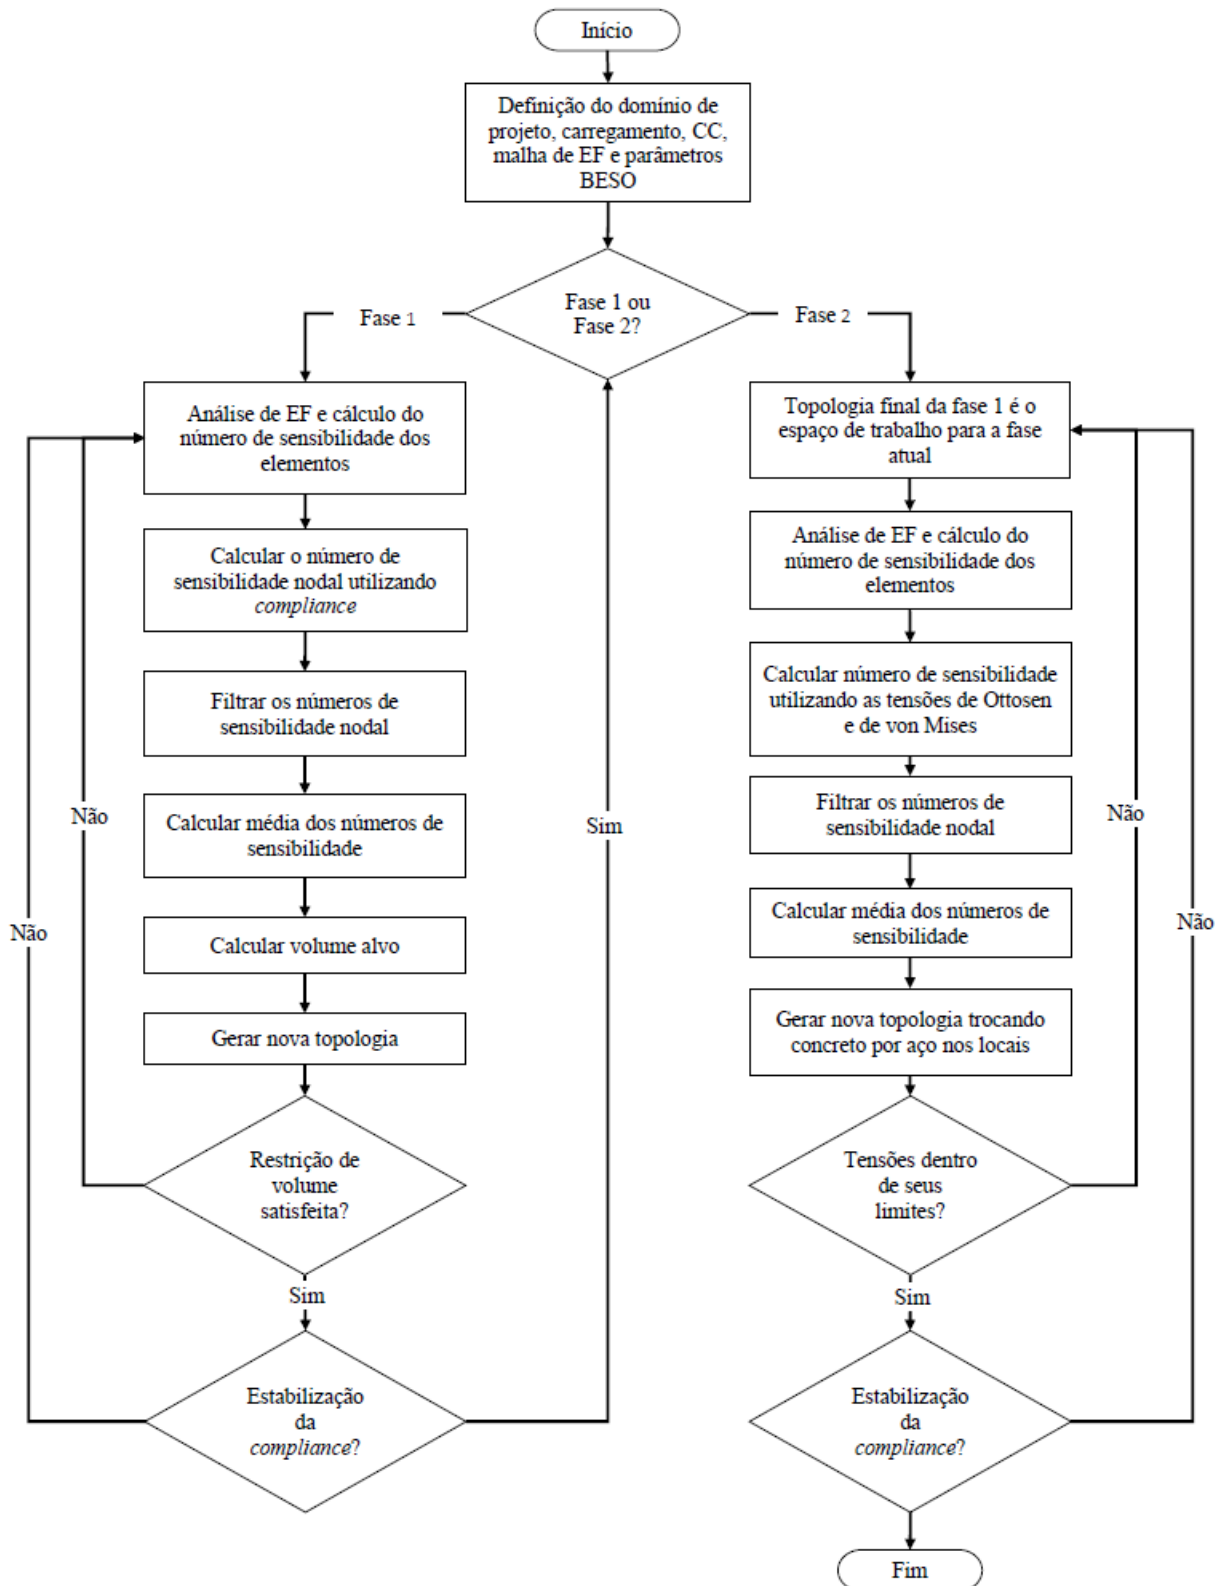 Início
Definição do domínio de
projeto, carregamento, CC,
malha de EF e parâmetros
BESO
Fase 1 ou
Fase 2?
Fase 1
Fase 2
Análise de EF e cálculo do
número de sensibilidade dos
elementos
Calcular o número de
sensibilidade nodal utilizando
compliance
Filtrar os números de
sensibilidade nodal
Calcular média dos números de
sensibilidade
Calcular volume alvo
Gerar nova topologia
Restrição de
volume
satisfeita?
Não
Sim
Estabilização
da
compliance?
Não
Sim
Topologia final da fase 1 é o
espaço de trabalho para a fase
atual
Análise de EF e cálculo do
número de sensibilidade dos
elementos
Calcular número de sensibilidade
utilizando as tensões de Ottosen
e de von Mises
Filtrar os números de
sensibilidade nodal
Calcular média dos números de
sensibilidade
Gerar nova topologia trocando
concreto por aço nos locais
Tensões dentro
de seus
limites?
Não
Sim
Estabilização
da
compliance?
Não
Fim